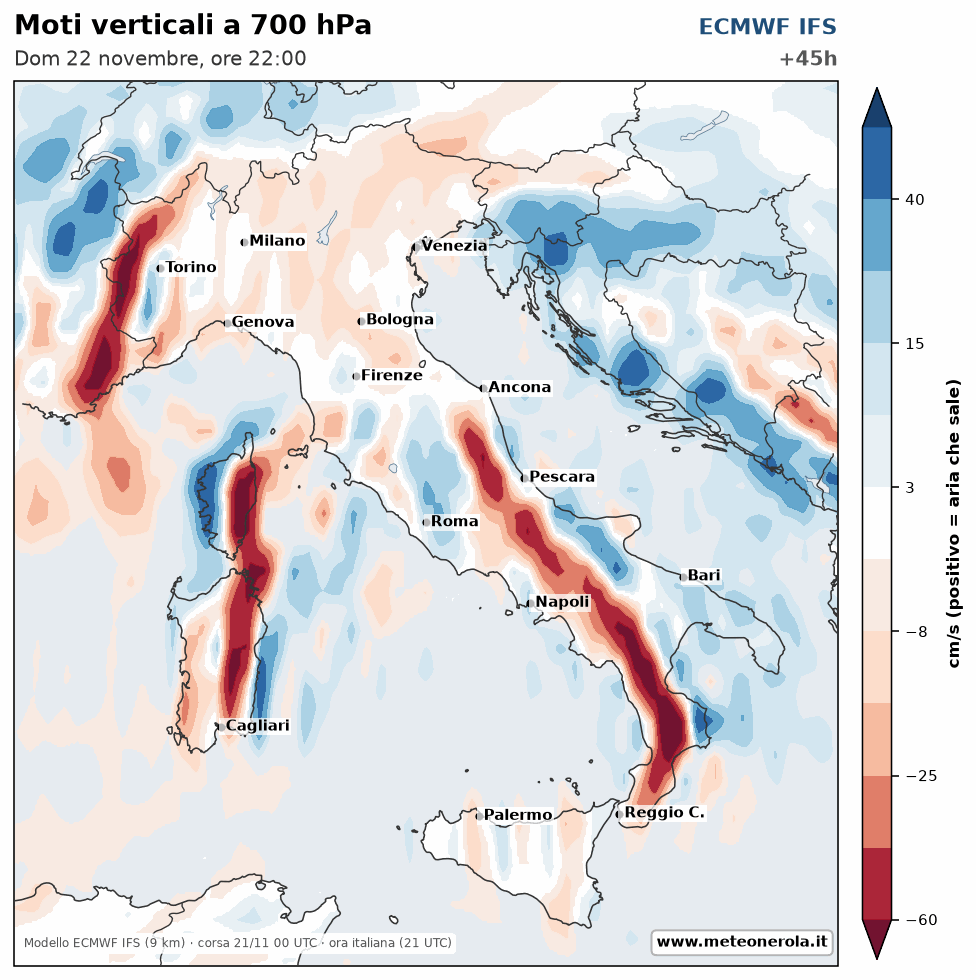 Moti verticali a 700 hPa
ECMWF IFS
Dom 22 novembre, ore 22:00
+45h
Milano
Venezia
Torino
Genova
Bologna
Firenze
Ancona
Pescara
Roma
Bari
Napoli
Cagliari
Palermo
Reggio C.
40
15
3
−8
−25
−60
cm/s (positivo = aria che sale)
Modello ECMWF IFS (9 km) · corsa 21/11 00 UTC · ora italiana (21 UTC)
www.meteonerola.it